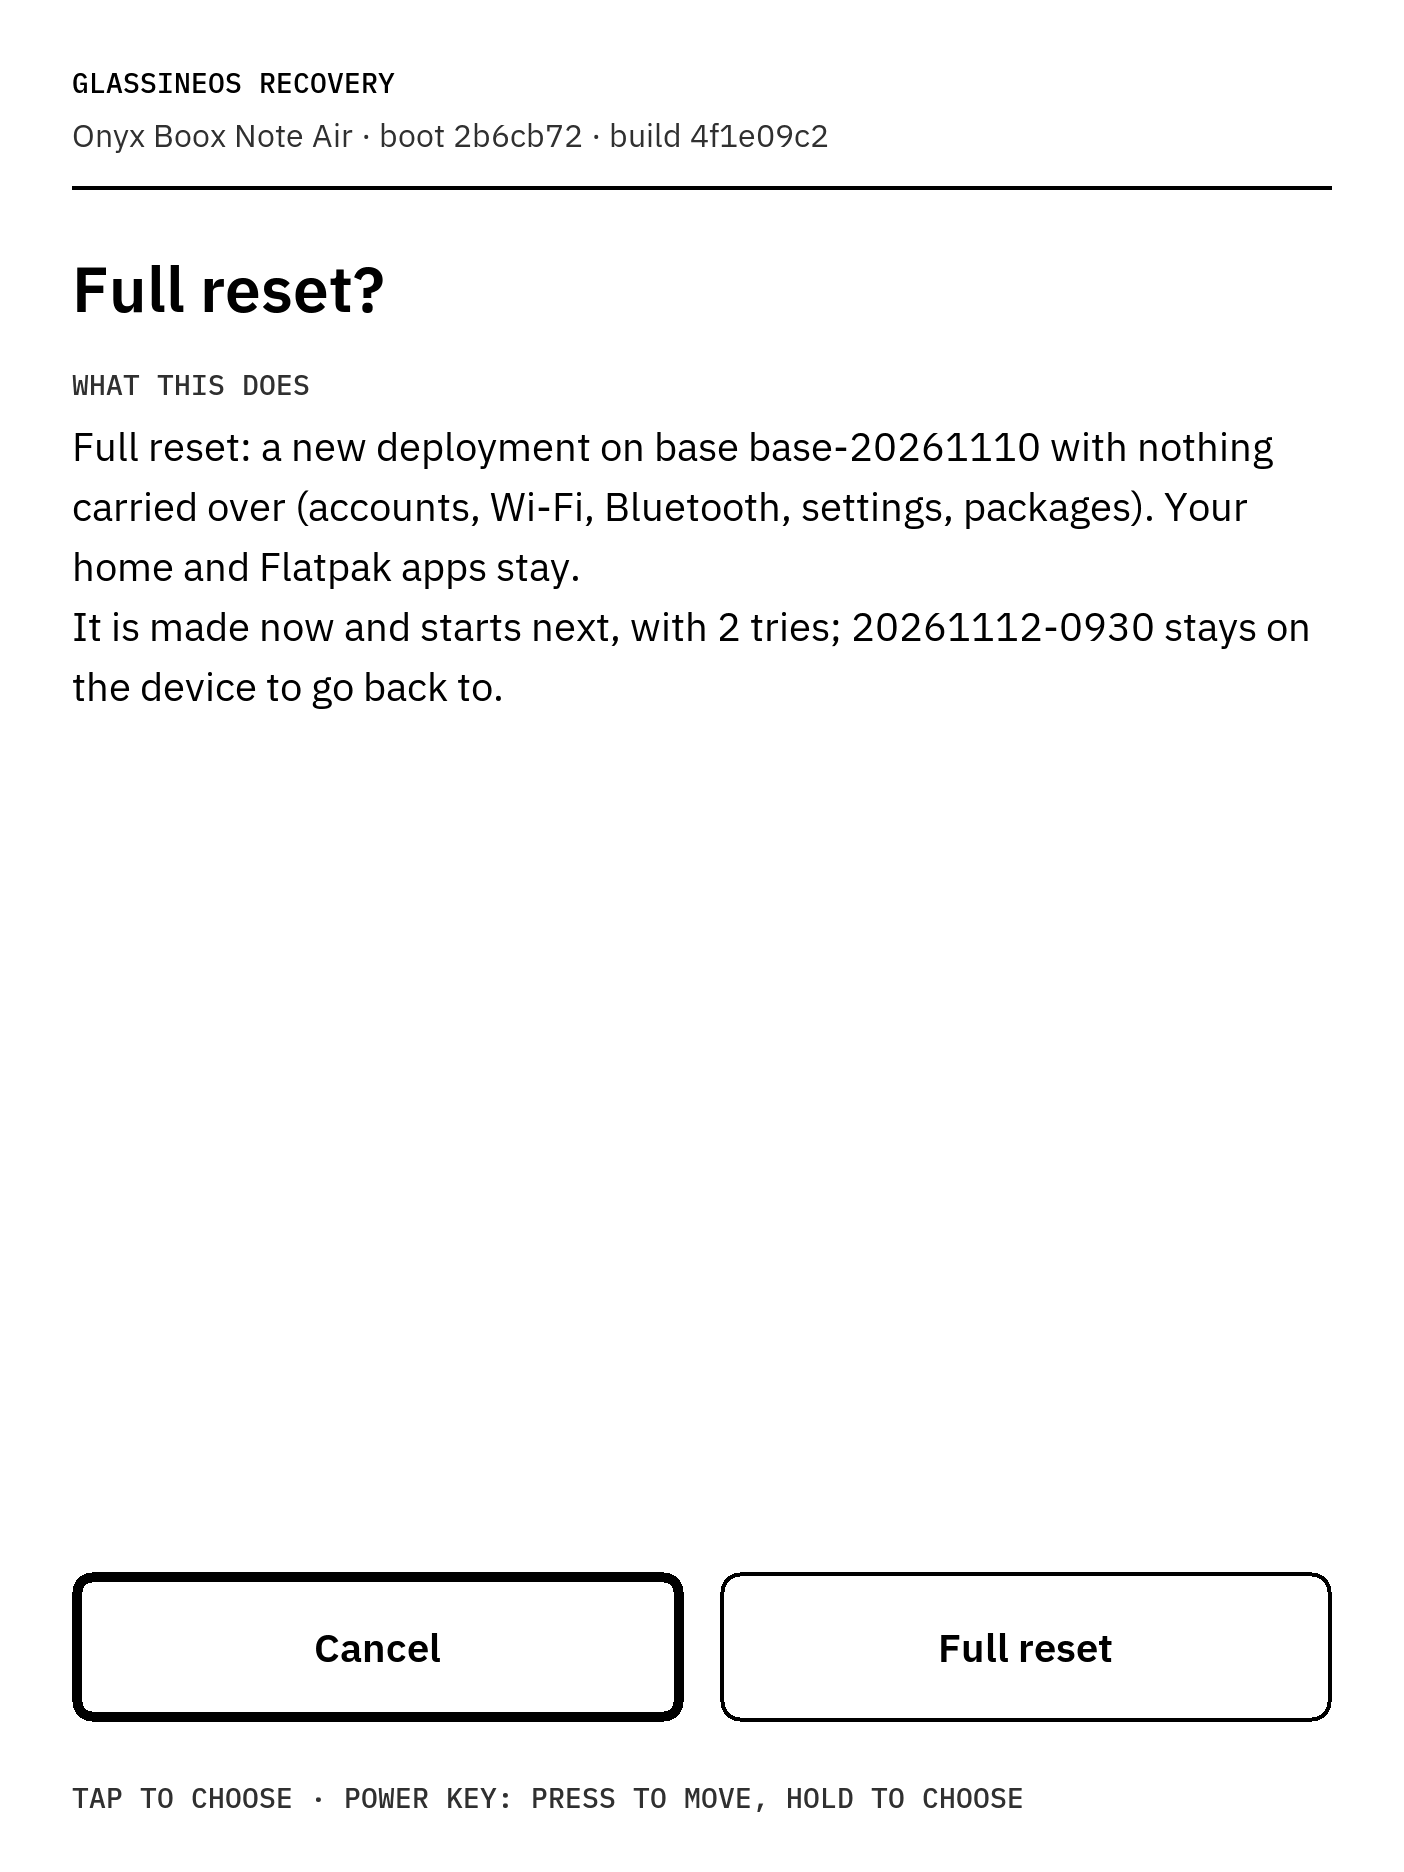 GLASSINEOS RECOVERY
Onyx Boox Note Air · boot 2b6cb72 · build 4f1e09c2
Full reset?
WHAT THIS DOES
Full reset: a new deployment on base base-20261110 with nothing
carried over (accounts, Wi-Fi, Bluetooth, settings, packages). Your
home and Flatpak apps stay.
It is made now and starts next, with 2 tries; 20261112-0930 stays on
the device to go back to.
Cancel
Full reset
TAP TO CHOOSE · POWER KEY: PRESS TO MOVE, HOLD TO CHOOSE